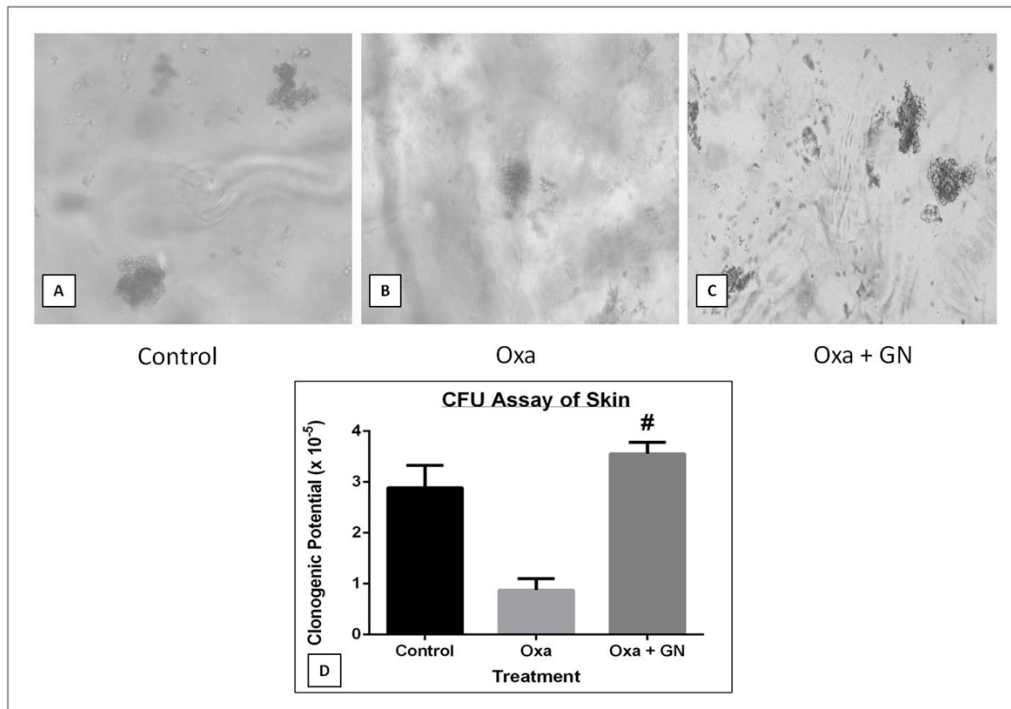 A
B
C
Control
Oxa
Oxa + GN
CFU Assay of Skin
Clonogenic Potential (x 10⁻⁵)
4
3
2
1
0
#
Control
Oxa
Oxa + GN
D
Treatment